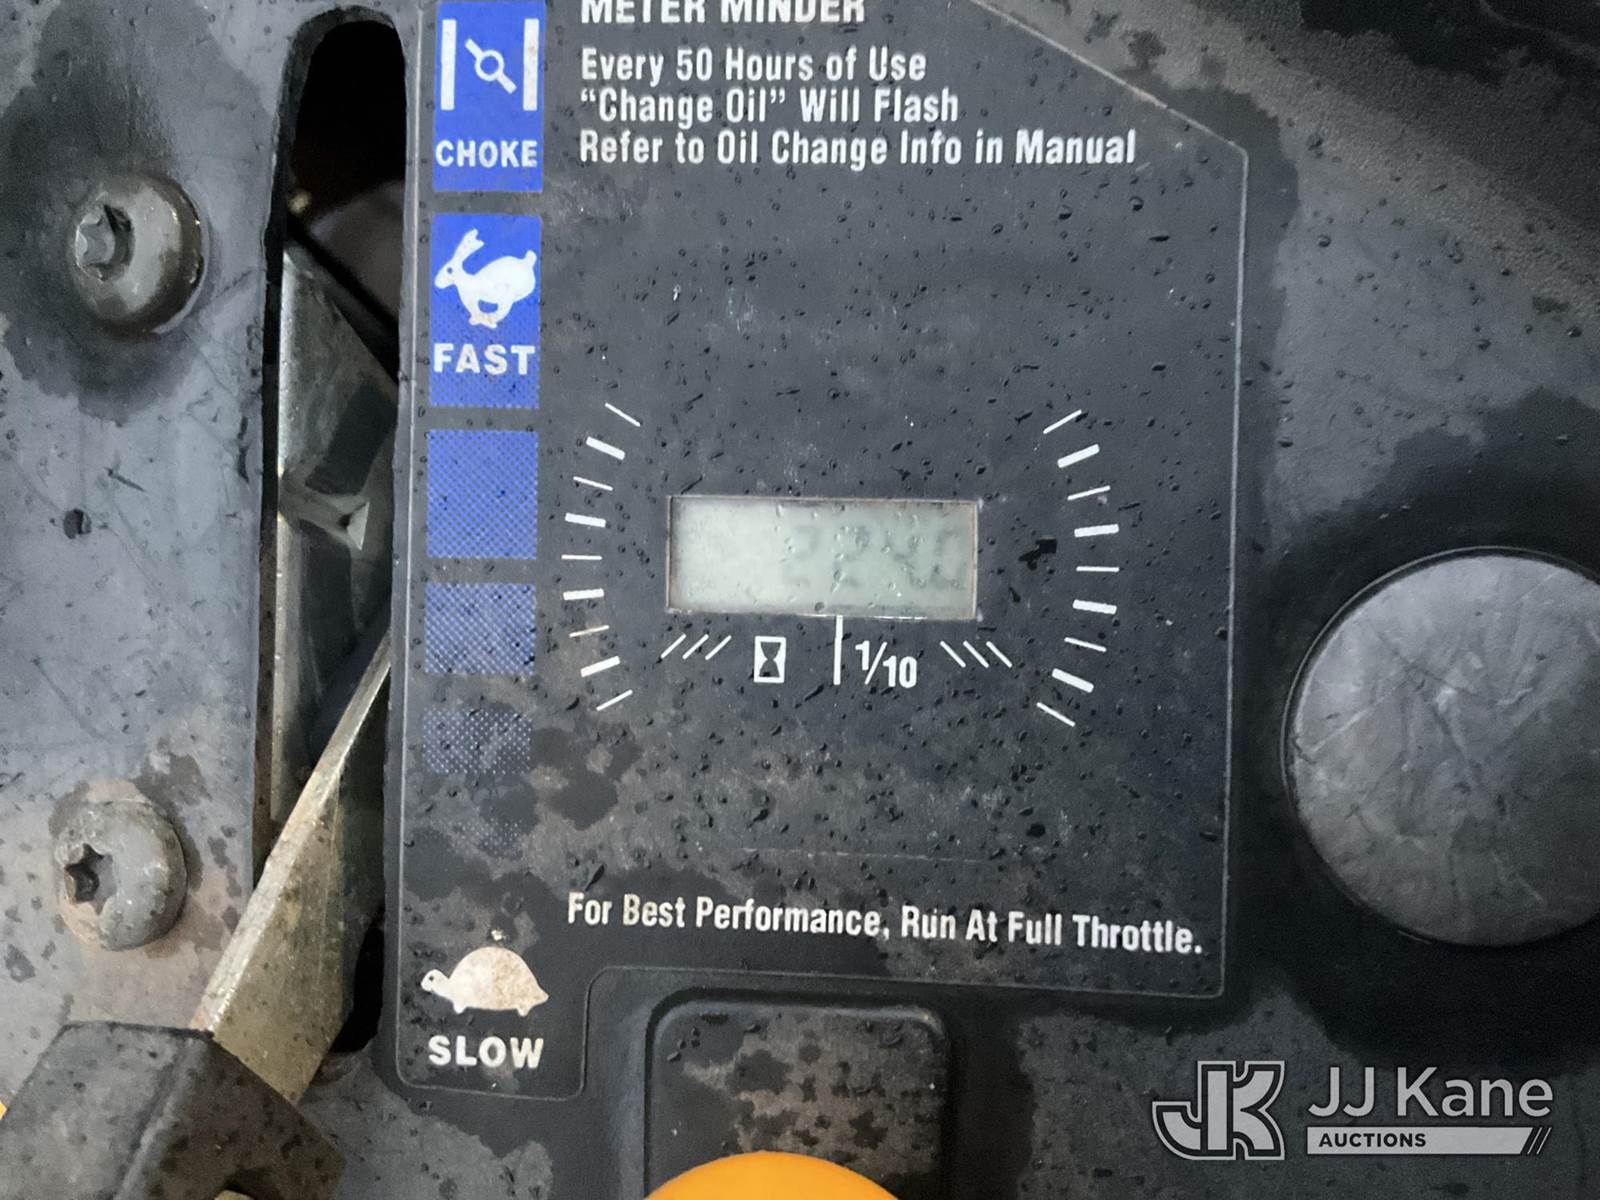 METER MINDER
Every 50 Hours of Use
“Change Oil” Will Flash
Refer to Oil Change Info in Manual
CHOKE
FAST
1/10
For Best Performance, Run At Full Throttle.
SLOW
JK
JJ Kane
AUCTIONS